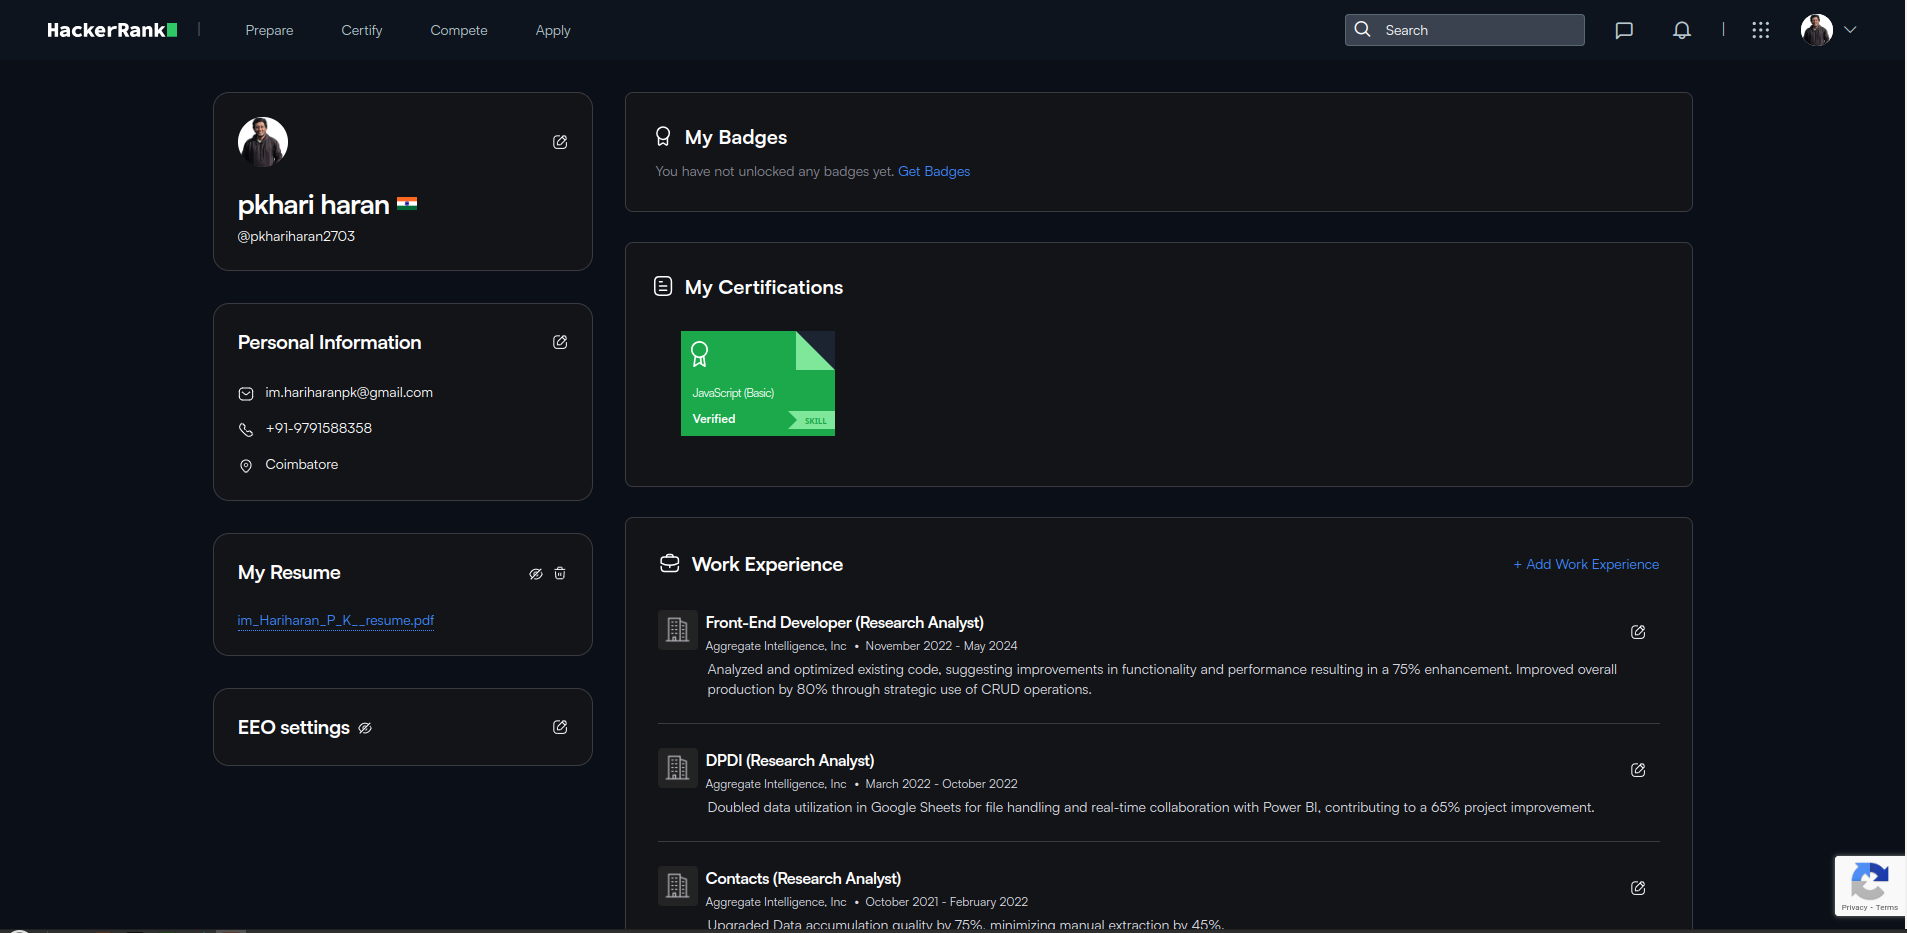 HackerRank
Prepare
Certify
Compete
Apply
Search
pkhari haran
@pkhariharan2703
Personal Information
im.hariharanpk@gmail.com
+91-9791588358
Coimbatore
My Resume
im_Hariharan_P_K__resume.pdf
EEO settings
My Badges
You have not unlocked any badges yet. Get Badges
My Certifications
JavaScript (Basic)
Verified
SKILL
Work Experience
+ Add Work Experience
Front-End Developer (Research Analyst)
Aggregate Intelligence, Inc • November 2022 - May 2024
Analyzed and optimized existing code, suggesting improvements in functionality and performance resulting in a 75% enhancement. Improved overall
production by 80% through strategic use of CRUD operations.
DPDI (Research Analyst)
Aggregate Intelligence, Inc • March 2022 - October 2022
Doubled data utilization in Google Sheets for file handling and real-time collaboration with Power BI, contributing to a 65% project improvement.
Contacts (Research Analyst)
Aggregate Intelligence, Inc • October 2021 - February 2022
Upgraded Data accumulation quality by 75%, minimizing manual extraction by 45%.
Privacy - Terms